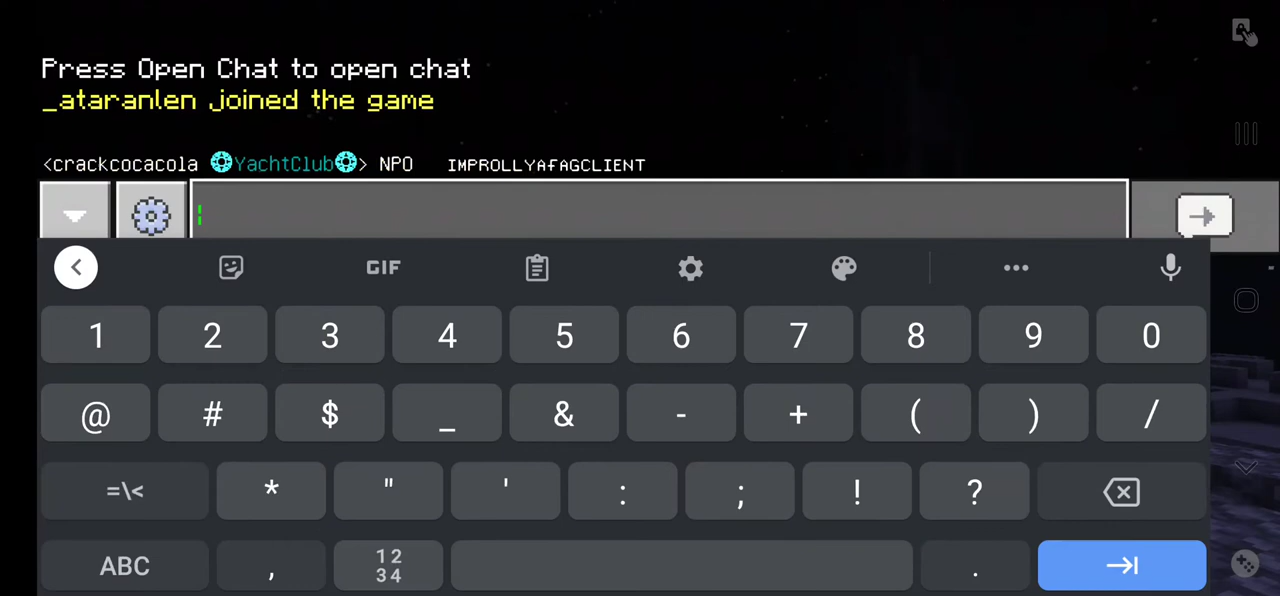 Press Open Chat to open chat
_ataranlen joined the game
<crackcocacola YachtClub> NPO IMPROLLYAFAGCLIENT
GIF
1 2 3 4 5 6 7 8 9 0
@ # $ _ & - + ( ) /
=\< * " ' : ; ! ?
ABC , 12 .
34